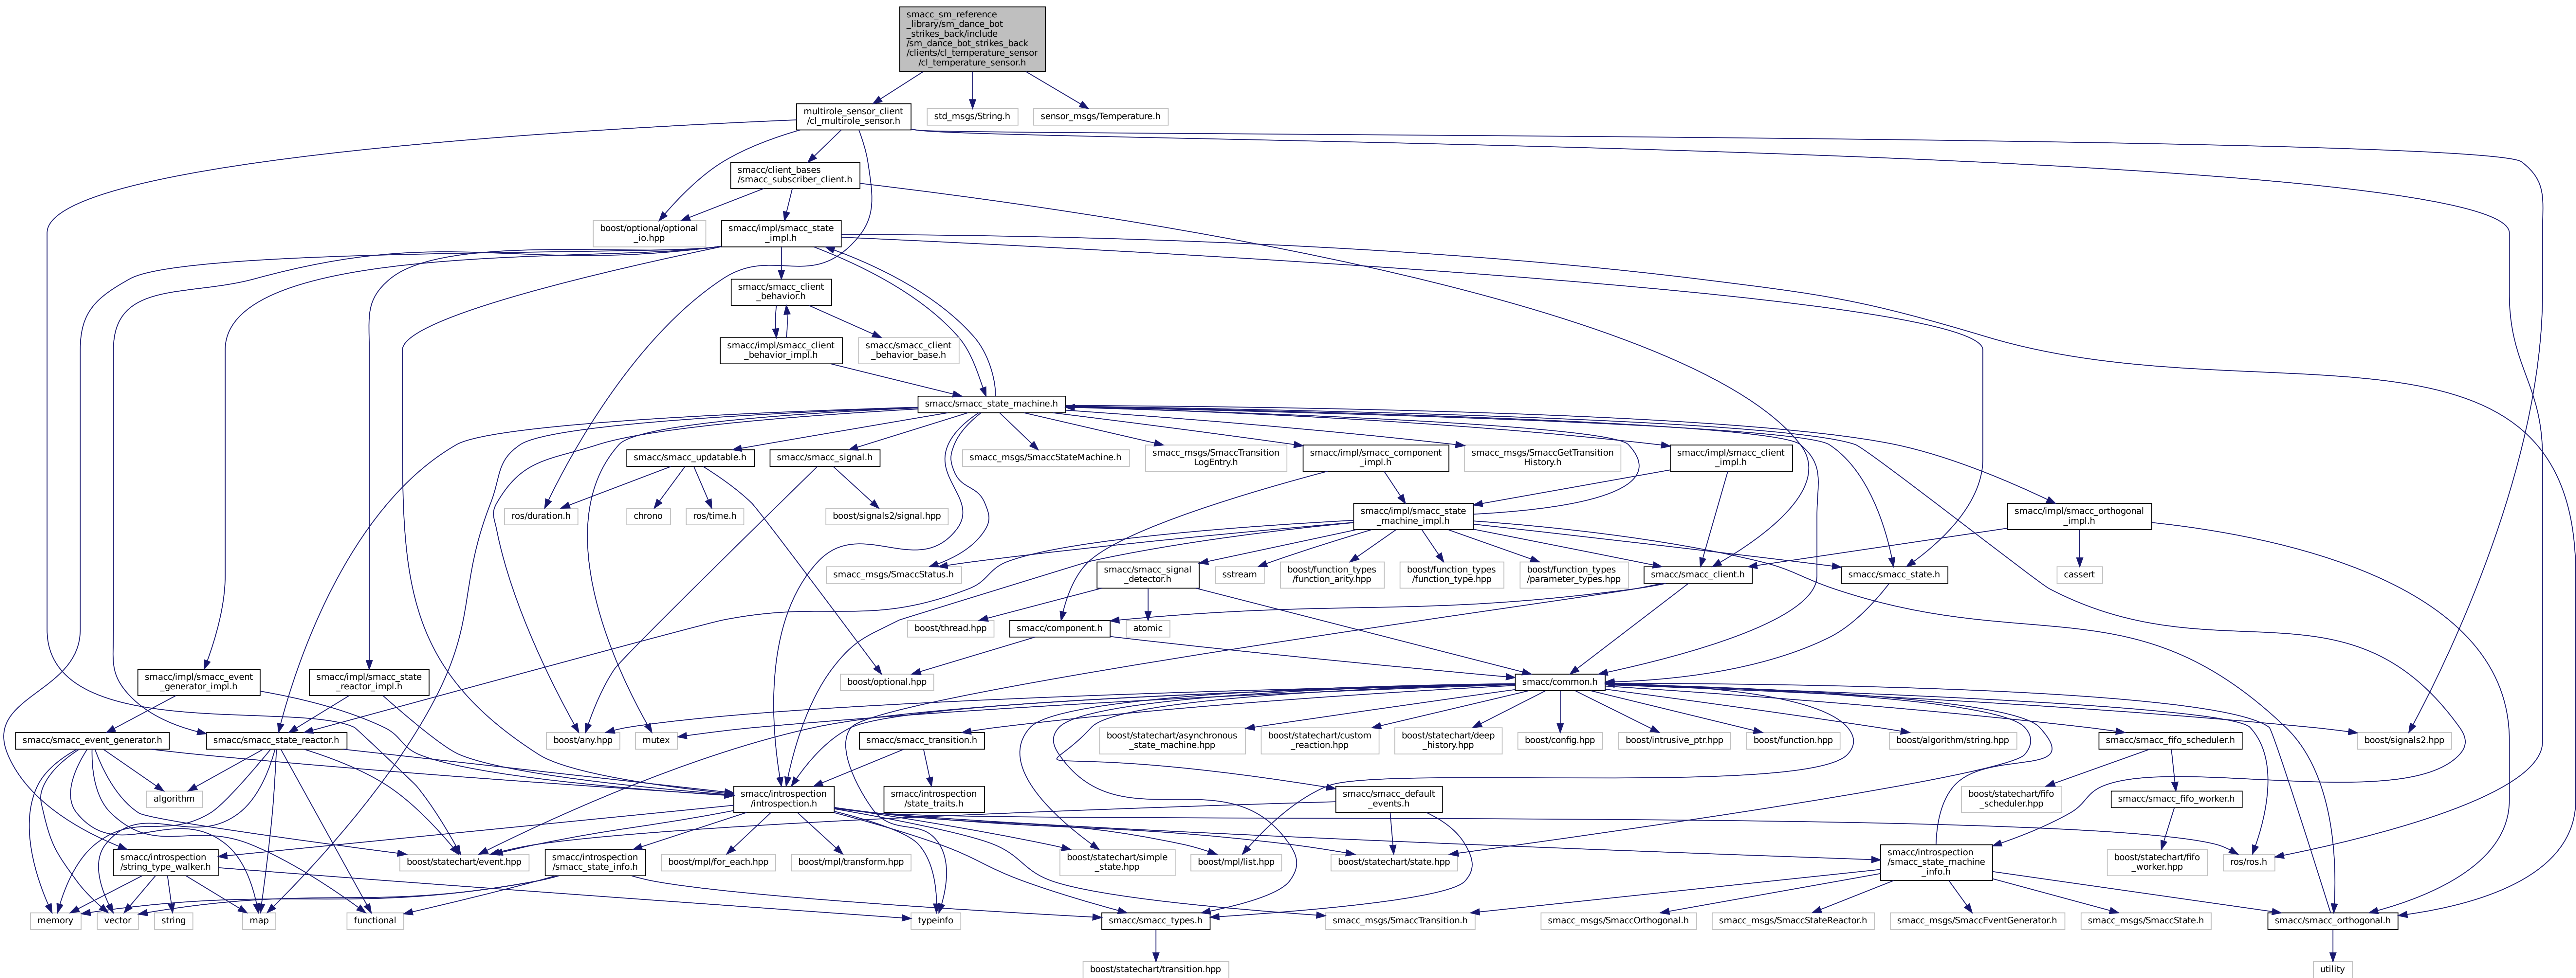 smacc_sm_reference
_library/sm_dance_bot
_strikes_back/include
/sm_dance_bot_strikes_back
/clients/cl_temperature_sensor
/cl_temperature_sensor.h
multirole_sensor_client
/cl_multirole_sensor.h
std_msgs/String.h
sensor_msgs/Temperature.h
smacc/client_bases
/smacc_subscriber_client.h
boost/optional/optional
_io.hpp
smacc/impl/smacc_state
_impl.h
smacc/smacc_client
_behavior.h
smacc/impl/smacc_client
_behavior_impl.h
smacc/smacc_client
_behavior_base.h
smacc/smacc_state_machine.h
smacc/smacc_updatable.h
smacc/smacc_signal.h
smacc_msgs/SmaccStateMachine.h
smacc_msgs/SmaccTransition
LogEntry.h
smacc/impl/smacc_component
_impl.h
smacc_msgs/SmaccGetTransition
History.h
smacc/impl/smacc_client
_impl.h
ros/duration.h
chrono
ros/time.h
boost/signals2/signal.hpp
smacc/impl/smacc_state
_machine_impl.h
smacc/impl/smacc_orthogonal
_impl.h
smacc_msgs/SmaccStatus.h
smacc/smacc_signal
_detector.h
sstream
boost/function_types
/function_arity.hpp
boost/function_types
/function_type.hpp
boost/function_types
/parameter_types.hpp
smacc/smacc_client.h
smacc/smacc_state.h
cassert
boost/thread.hpp
smacc/component.h
atomic
smacc/impl/smacc_event
_generator_impl.h
smacc/impl/smacc_state
_reactor_impl.h
boost/optional.hpp
smacc/common.h
smacc/smacc_event_generator.h
smacc/smacc_state_reactor.h
boost/any.hpp
mutex
smacc/smacc_transition.h
boost/statechart/asynchronous
_state_machine.hpp
boost/statechart/custom
_reaction.hpp
boost/statechart/deep
_history.hpp
boost/config.hpp
boost/intrusive_ptr.hpp
boost/function.hpp
boost/algorithm/string.hpp
smacc/smacc_fifo_scheduler.h
boost/signals2.hpp
algorithm
smacc/introspection
/introspection.h
smacc/introspection
/state_traits.h
smacc/smacc_default
_events.h
boost/statechart/fifo
_scheduler.hpp
smacc/smacc_fifo_worker.h
smacc/introspection
/string_type_walker.h
boost/statechart/event.hpp
smacc/introspection
/smacc_state_info.h
boost/mpl/for_each.hpp
boost/mpl/transform.hpp
boost/statechart/simple
_state.hpp
boost/mpl/list.hpp
boost/statechart/state.hpp
smacc/introspection
/smacc_state_machine
_info.h
boost/statechart/fifo
_worker.hpp
ros/ros.h
memory
vector
string
map
functional
typeinfo
smacc/smacc_types.h
smacc_msgs/SmaccTransition.h
smacc_msgs/SmaccOrthogonal.h
smacc_msgs/SmaccStateReactor.h
smacc_msgs/SmaccEventGenerator.h
smacc_msgs/SmaccState.h
smacc/smacc_orthogonal.h
boost/statechart/transition.hpp
utility